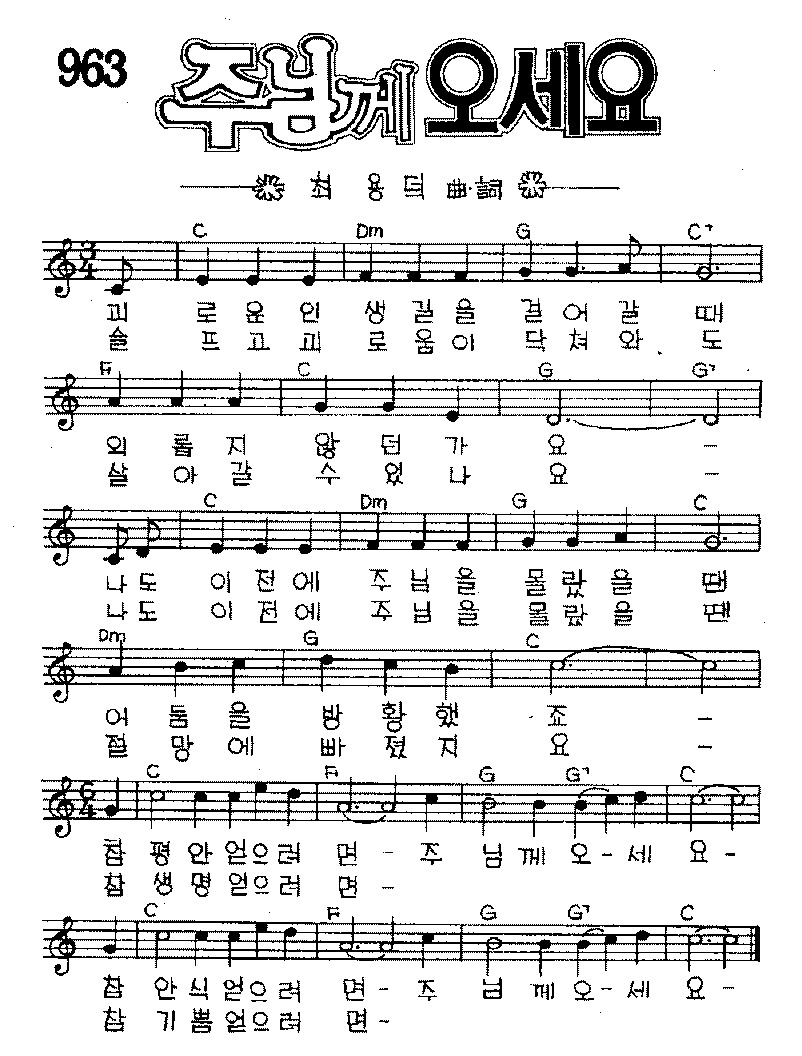 963
주님께 오세요
최 용 덕 曲·詞
C Dm G C7
3/4
괴 로 운 인 생 길 을 걸 어 갈 때
슬 프 고 괴 로 움 이 닥 쳐 와 도
F C G G7
외 롭 지 않 던 가 요 -
살 아 갈 수 있 나 요 -
C Dm G C
나 도 이 전 에 주 님 을 몰 랐 을 땐
나 도 이 전 에 주 님 을 몰 랐 을 땐
Dm G C
어 둠 을 방 황 했 죠 -
절 망 에 빠 졌 지 요 -
C F G G7 C
6/4
참 평 안 얻 으 려 면 - 주 님 께 오 - 세 요 -
참 생 명 얻 으 려 면 -
C F G G7 C
참 안 식 얻 으 려 면 - 주 님 께 오 - 세 요 -
참 기 쁨 얻 으 려 면 -